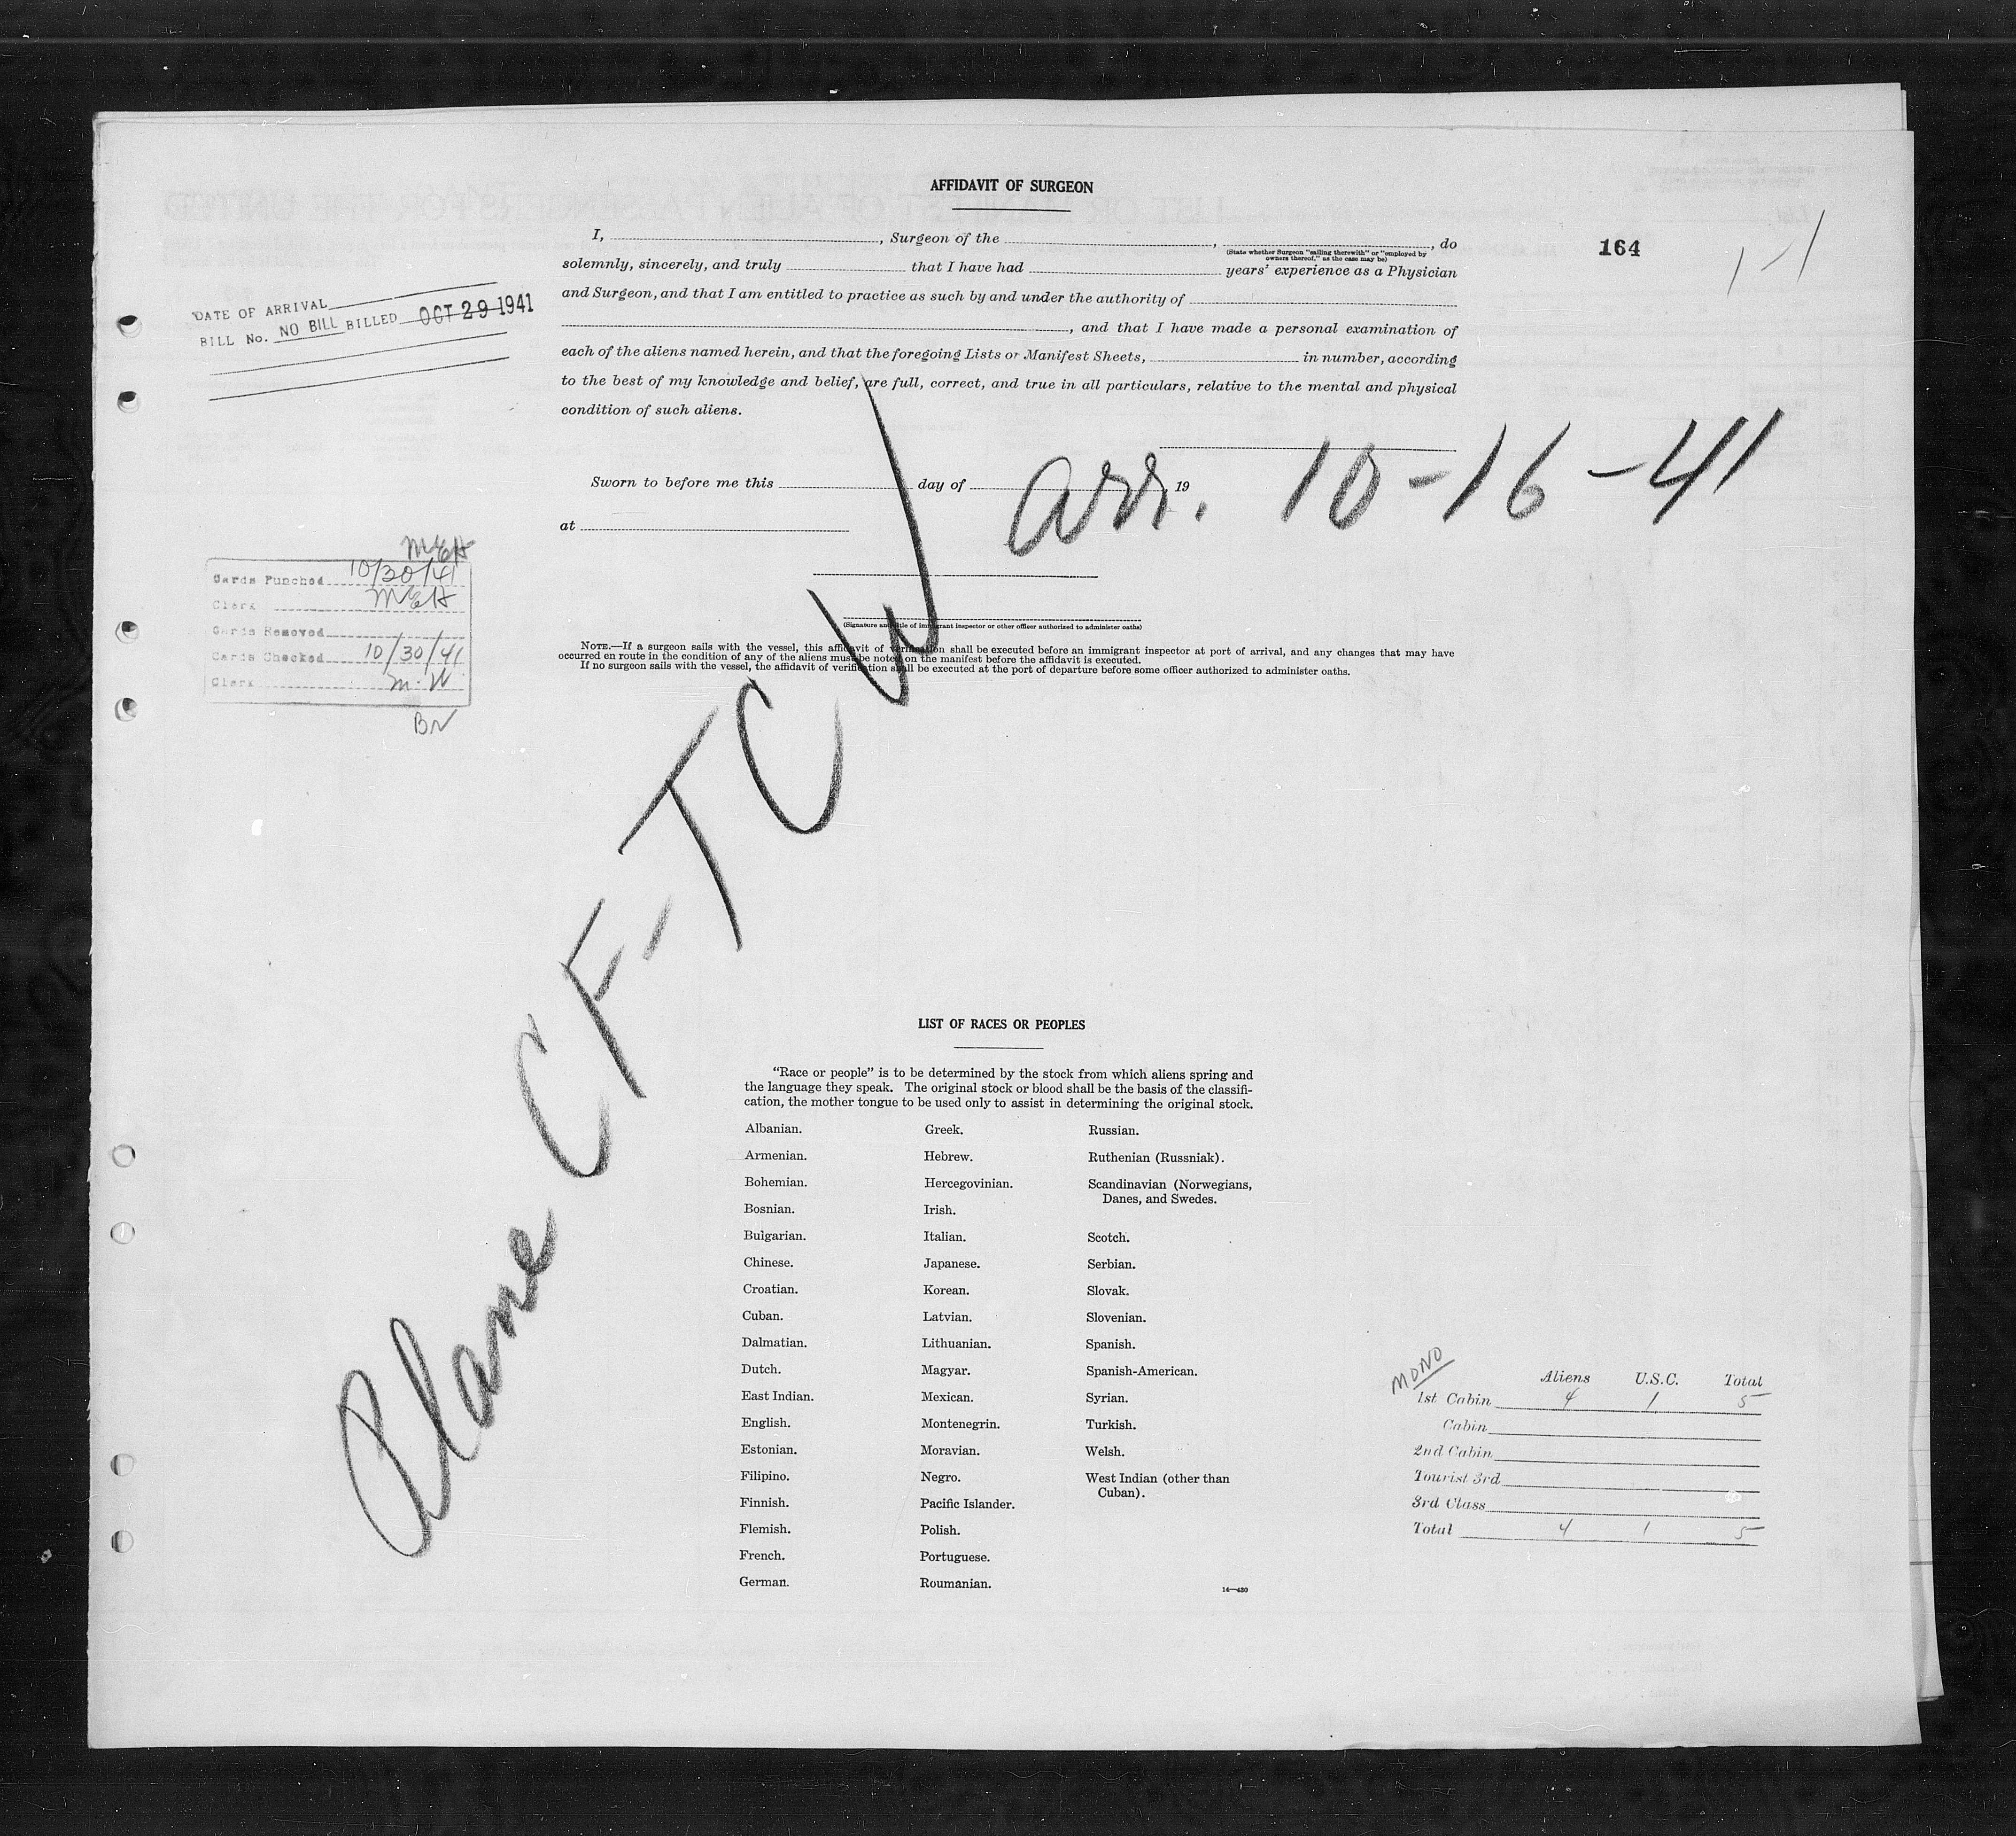 AFFIDAVIT OF SURGEON
164
1-1
I, , Surgeon of the , , do
(State whether Surgeon "sailing therewith" or "employed by
owners thereof," as the case may be)
solemnly, sincerely, and truly that I have had years' experience as a Physician
and Surgeon, and that I am entitled to practice as such by and under the authority of
, and that I have made a personal examination of
each of the aliens named herein, and that the foregoing Lists or Manifest Sheets, in number, according
to the best of my knowledge and belief, are full, correct, and true in all particulars, relative to the mental and physical
condition of such aliens.
DATE OF ARRIVAL
BILL No. NO BILL BILLED OCT 29 1941
Sworn to before me this day of , 19
at
arr. 10-16-41
(Signature and title of immigrant inspector or other officer authorized to administer oaths)
NOTE.—If a surgeon sails with the vessel, this affidavit of verification shall be executed before an immigrant inspector at port of arrival, and any changes that may have
occurred en route in the condition of any of the aliens must be noted on the manifest before the affidavit is executed.
If no surgeon sails with the vessel, the affidavit of verification shall be executed at the port of departure before some officer authorized to administer oaths.
MEH
Cards Punched 10/30/41
Clerk MEH
Cards Removed
Cards Checked 10/30/41
Clerk M.W.
Plane CF-TCW
LIST OF RACES OR PEOPLES
"Race or people" is to be determined by the stock from which aliens spring and
the language they speak. The original stock or blood shall be the basis of the classifi-
cation, the mother tongue to be used only to assist in determining the original stock.
Albanian.
Armenian.
Bohemian.
Bosnian.
Bulgarian.
Chinese.
Croatian.
Cuban.
Dalmatian.
Dutch.
East Indian.
English.
Estonian.
Filipino.
Finnish.
Flemish.
French.
German.
Greek.
Hebrew.
Hercegovinian.
Irish.
Italian.
Japanese.
Korean.
Latvian.
Lithuanian.
Magyar.
Mexican.
Montenegrin.
Moravian.
Negro.
Pacific Islander.
Polish.
Portuguese.
Roumanian.
Russian.
Ruthenian (Russniak).
Scandinavian (Norwegians,
Danes, and Swedes.
Scotch.
Serbian.
Slovak.
Slovenian.
Spanish.
Spanish-American.
Syrian.
Turkish.
Welsh.
West Indian (other than
Cuban).
14—430
MONO
Aliens U.S.C. Total
1st Cabin 4 1 5
Cabin
2nd Cabin
Tourist 3rd
3rd Class
Total 4 1 5